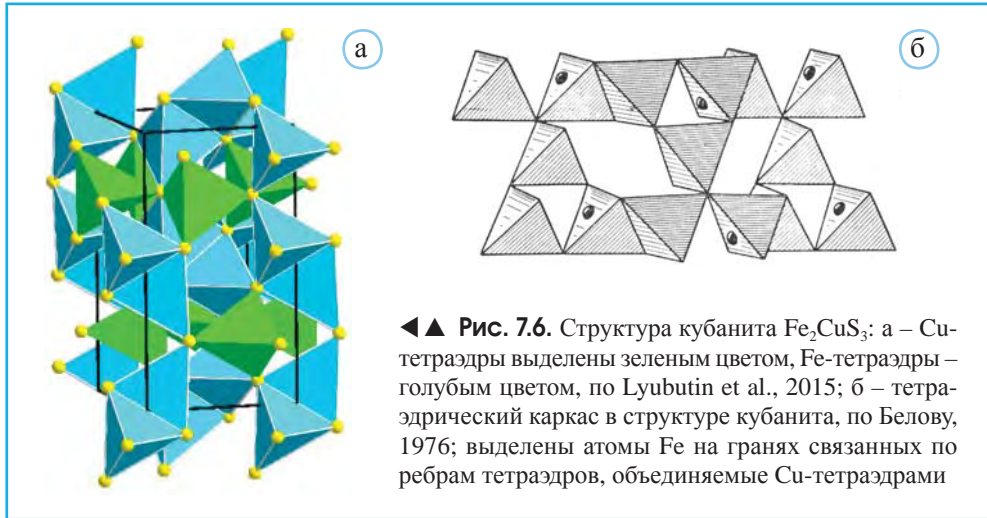 а
б
◀▲ Рис. 7.6. Структура кубанита Fe₂CuS₃: а – Cu-
тетраэдры выделены зеленым цветом, Fe-тетраэдры –
голубым цветом, по Lyubutin et al., 2015; б – тетра-
эдрический каркас в структуре кубанита, по Белову,
1976; выделены атомы Fe на гранях связанных по
ребрам тетраэдров, объединяемые Cu-тетраэдрами